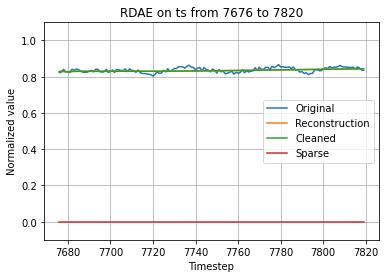 RDAE on ts from 7676 to 7820
Normalized value
1.0
0.8
0.6
0.4
0.2
0.0
Original
Reconstruction
Cleaned
Sparse
7680 7700 7720 7740 7760 7780 7800 7820
Timestep